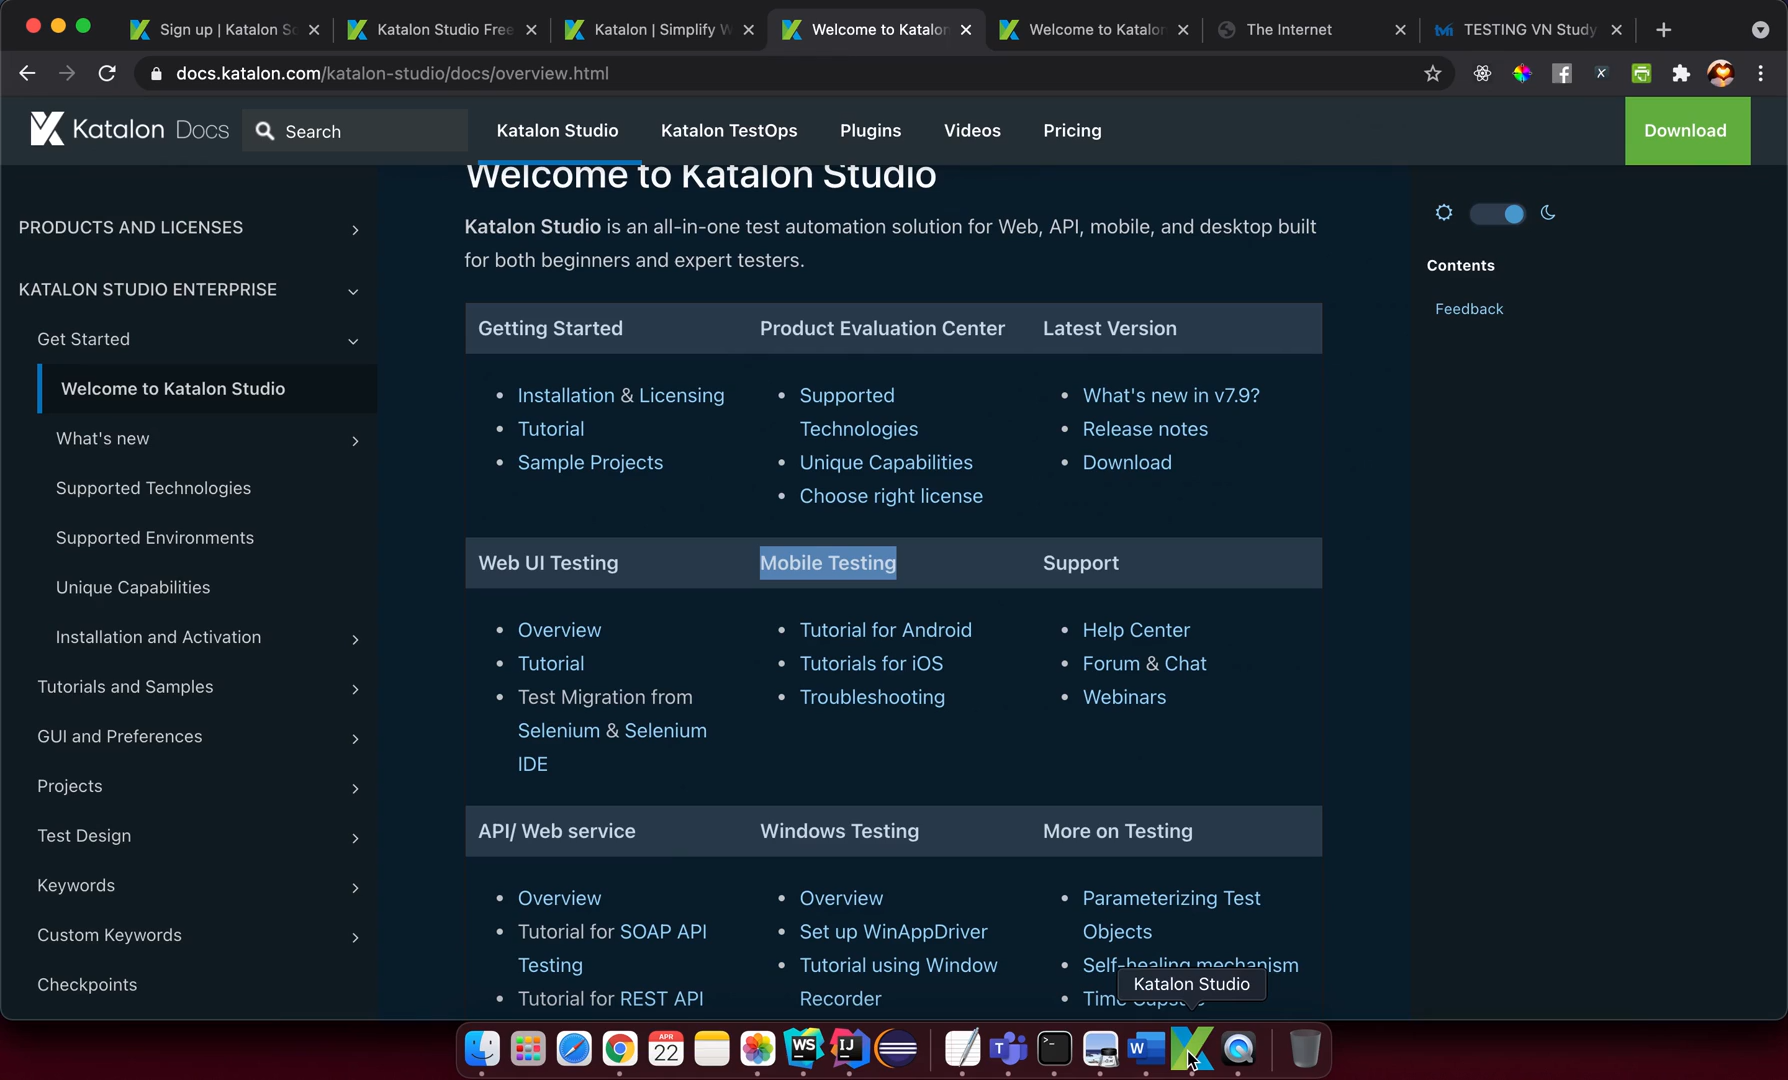 Sign up | Katalon So
Katalon Studio Free
Katalon | Simplify W
Welcome to Katalon
Welcome to Katalon
The Internet
TESTING VN Study
docs.katalon.com/katalon-studio/docs/overview.html
Katalon Docs
Search
Katalon Studio
Katalon TestOps
Plugins
Videos
Pricing
Download
PRODUCTS AND LICENSES
KATALON STUDIO ENTERPRISE
Get Started
Welcome to Katalon Studio
What's new
Supported Technologies
Supported Environments
Unique Capabilities
Installation and Activation
Tutorials and Samples
GUI and Preferences
Projects
Test Design
Keywords
Custom Keywords
Checkpoints
Welcome to Katalon Studio
Katalon Studio is an all-in-one test automation solution for Web, API, mobile, and desktop built
for both beginners and expert testers.
Getting Started
Product Evaluation Center
Latest Version
• Installation & Licensing
• Tutorial
• Sample Projects
• Supported
Technologies
• Unique Capabilities
• Choose right license
• What's new in v7.9?
• Release notes
• Download
Web UI Testing
Mobile Testing
Support
• Overview
• Tutorial
• Test Migration from
Selenium & Selenium
IDE
• Tutorial for Android
• Tutorials for iOS
• Troubleshooting
• Help Center
• Forum & Chat
• Webinars
API/ Web service
Windows Testing
More on Testing
• Overview
• Tutorial for SOAP API
Testing
• Tutorial for REST API
• Overview
• Set up WinAppDriver
• Tutorial using Window
Recorder
• Parameterizing Test
Objects
• Self-healing mechanism
• Time Capsule
Katalon Studio
Contents
Feedback
APR
22
WS
IJ
W